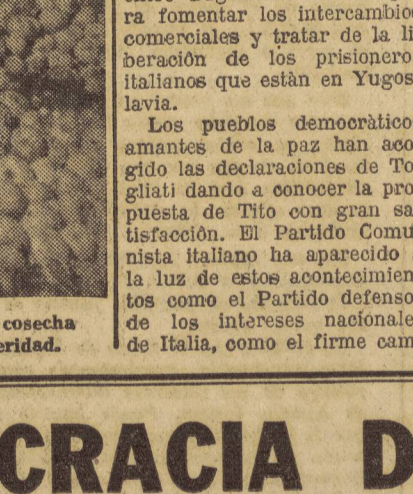 ra fomentar los intercambio
comerciales y tratar de la li
beración de los prisionero
italianos que estàn en Yugos
lavia.
Los pueblos democràtico
amantes de la paz han aco
gido las declaraciones de To
gliati dando a conocer la pro
puesta de Tito con gran sa
tisfacción. El Partido Comu
nista italiano ha aparecido
la luz de estos acontecimien
tos como el Partido defenso
de los intereses nacionale
de Italia, como el firme cam
cosecha
eridad.
CRACIA D